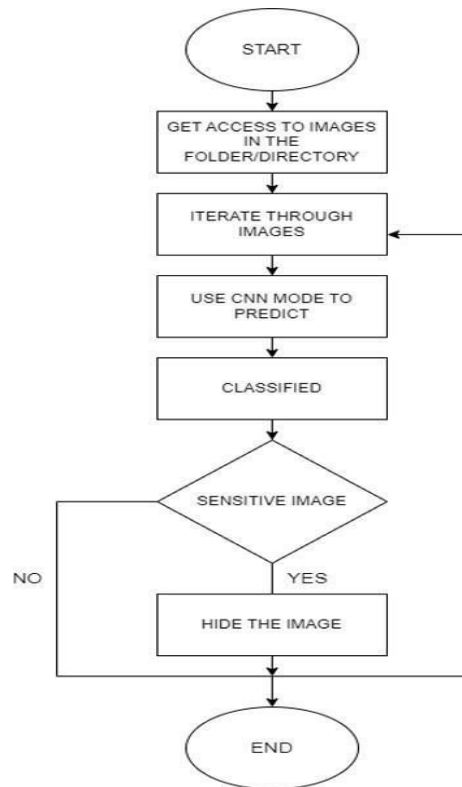 START
GET ACCESS TO IMAGES
IN THE
FOLDER/DIRECTORY
ITERATE THROUGH
IMAGES
USE CNN MODE TO
PREDICT
CLASSIFIED
SENSITIVE IMAGE
NO
YES
HIDE THE IMAGE
END